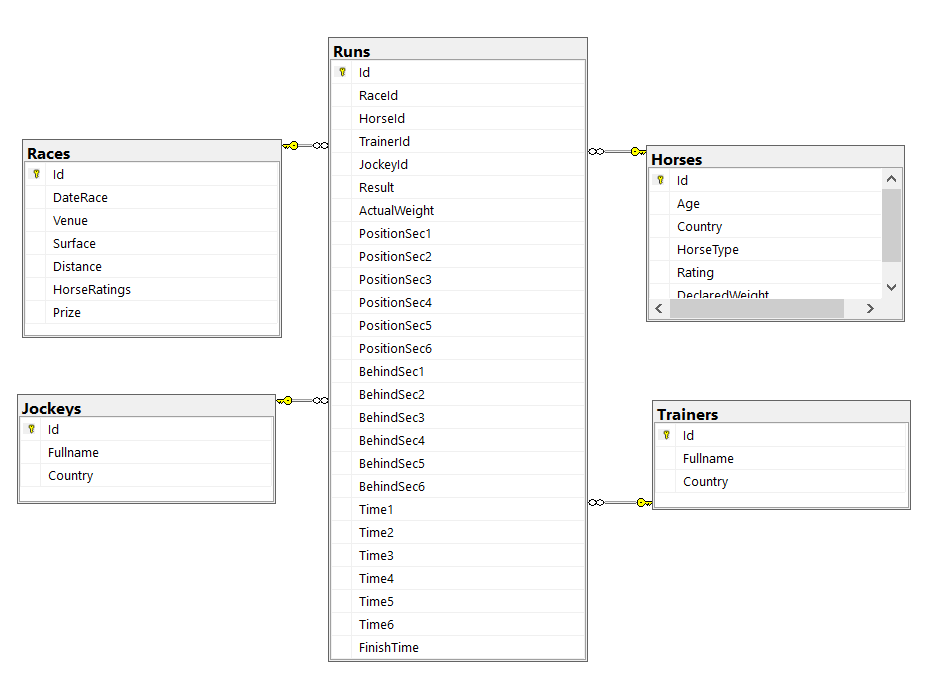 Runs
Id
RaceId
HorseId
TrainerId
JockeyId
Result
ActualWeight
PositionSec1
PositionSec2
PositionSec3
PositionSec4
PositionSec5
PositionSec6
BehindSec1
BehindSec2
BehindSec3
BehindSec4
BehindSec5
BehindSec6
Time1
Time2
Time3
Time4
Time5
Time6
FinishTime
Races
Id
DateRace
Venue
Surface
Distance
HorseRatings
Prize
Horses
Id
Age
Country
HorseType
Rating
DeclaredWeight
Jockeys
Id
Fullname
Country
Trainers
Id
Fullname
Country